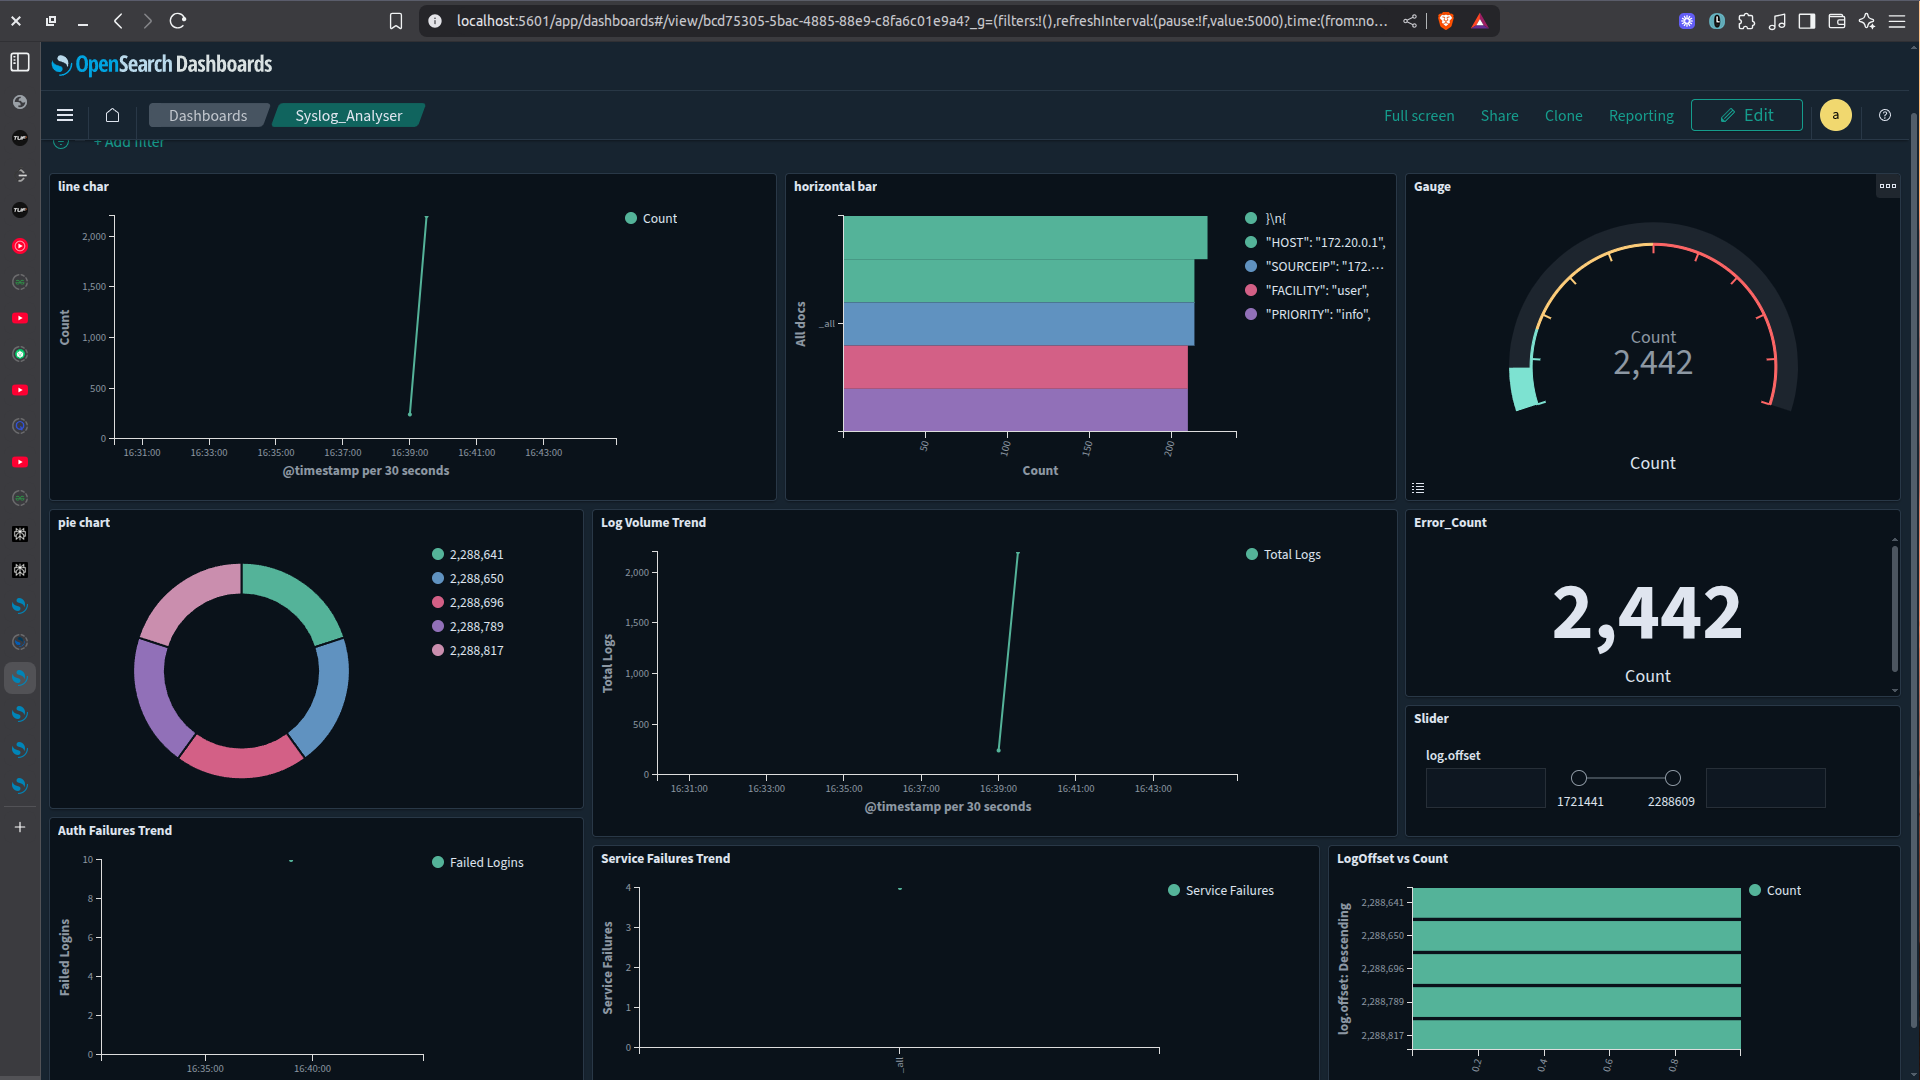 localhost:5601/app/dashboards#/view/bcd75305-5bac-4885-88e9-c8fa6c01e9a4?_g=(filters:!(),refreshInterval:(pause:!f,value:5000),time:(from:no...
OpenSearch Dashboards
Dashboards
Syslog_Analyser
Full screen
Share
Clone
Reporting
Edit
a
+ Add filter
line char
Count
2,000
1,500
1,000
500
0
Count
16:31:00 16:33:00 16:35:00 16:37:00 16:39:00 16:41:00 16:43:00
@timestamp per 30 seconds
horizontal bar
}\n{
"HOST": "172.20.0.1",
"SOURCEIP": "172.···
"FACILITY": "user",
"PRIORITY": "info",
All docs
_all
50 100 150 200
Count
Gauge
Count
2,442
Count
pie chart
2,288,641
2,288,650
2,288,696
2,288,789
2,288,817
Log Volume Trend
Total Logs
2,000
1,500
1,000
500
0
Total Logs
16:31:00 16:33:00 16:35:00 16:37:00 16:39:00 16:41:00 16:43:00
@timestamp per 30 seconds
Error_Count
2,442
Count
Slider
log.offset
1721441
2288609
Auth Failures Trend
Failed Logins
10
8
6
4
2
0
Failed Logins
16:35:00 16:40:00
Service Failures Trend
Service Failures
4
3
2
1
0
Service Failures
_all
LogOffset vs Count
Count
log.offset: Descending
2,288,641
2,288,650
2,288,696
2,288,789
2,288,817
0.2 0.4 0.6 0.8